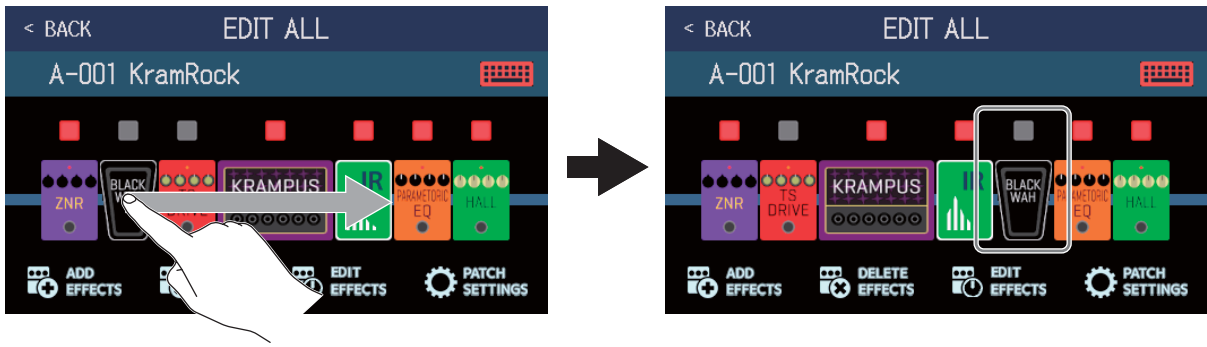 < BACK EDIT ALL
A-001 KramRock
ZNR
BLACK
DRIVE
KRAMPUS
IR
PARAMETORIC
EQ
HALL
ADD
EFFECTS
EDIT
EFFECTS
PATCH
SETTINGS
< BACK EDIT ALL
A-001 KramRock
ZNR
TS
DRIVE
KRAMPUS
IR
BLACK
WAH
EQ
HALL
ADD
EFFECTS
DELETE
EFFECTS
EDIT
EFFECTS
PATCH
SETTINGS